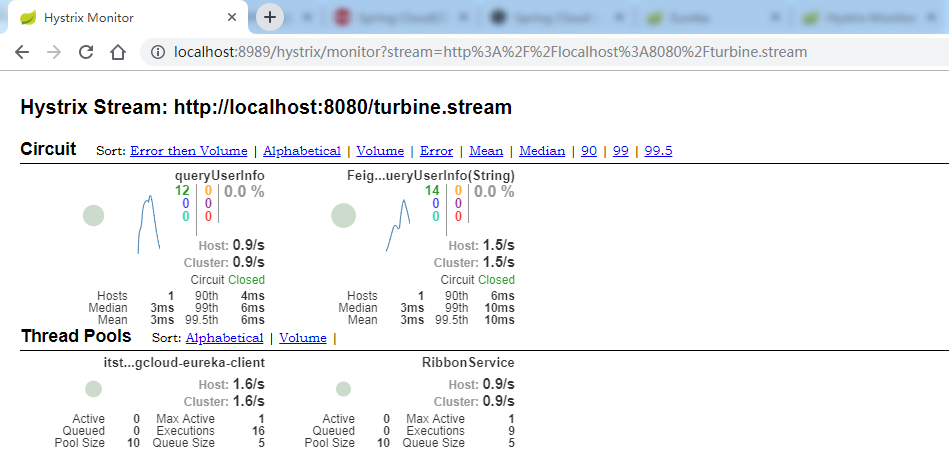 Hystrix Monitor
localhost:8989/hystrix/monitor?stream=http%3A%2F%2Flocalhost%3A8080%2Fturbine.stream
Hystrix Stream: http://localhost:8080/turbine.stream
Circuit Sort: Error then Volume | Alphabetical | Volume | Error | Mean | Median | 90 | 99 | 99.5
queryUserInfo
12 0 0.0 %
0 0
0 0
Host: 0.9/s
Cluster: 0.9/s
Circuit Closed
Hosts 1 90th 4ms
Median 3ms 99th 6ms
Mean 3ms 99.5th 6ms
Feig...ueryUserInfo(String)
14 0 0.0 %
0 0
0 0
Host: 1.5/s
Cluster: 1.5/s
Circuit Closed
Hosts 1 90th 6ms
Median 3ms 99th 10ms
Mean 3ms 99.5th 10ms
Thread Pools Sort: Alphabetical | Volume |
itst...gcloud-eureka-client
Host: 1.6/s
Cluster: 1.6/s
Active 0 Max Active 1
Queued 0 Executions 16
Pool Size 10 Queue Size 5
RibbonService
Host: 0.9/s
Cluster: 0.9/s
Active 0 Max Active 1
Queued 0 Executions 9
Pool Size 10 Queue Size 5